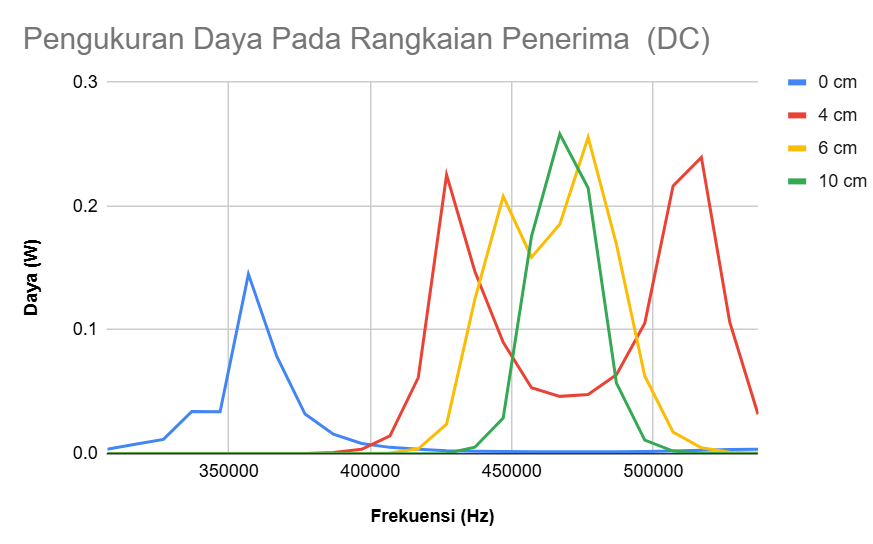 Pengukuran Daya Pada Rangkaian Penerima  (DC)
0 cm
4 cm
6 cm
10 cm
Daya (W)
0.3
0.2
0.1
0.0
350000 400000 450000 500000
Frekuensi (Hz)